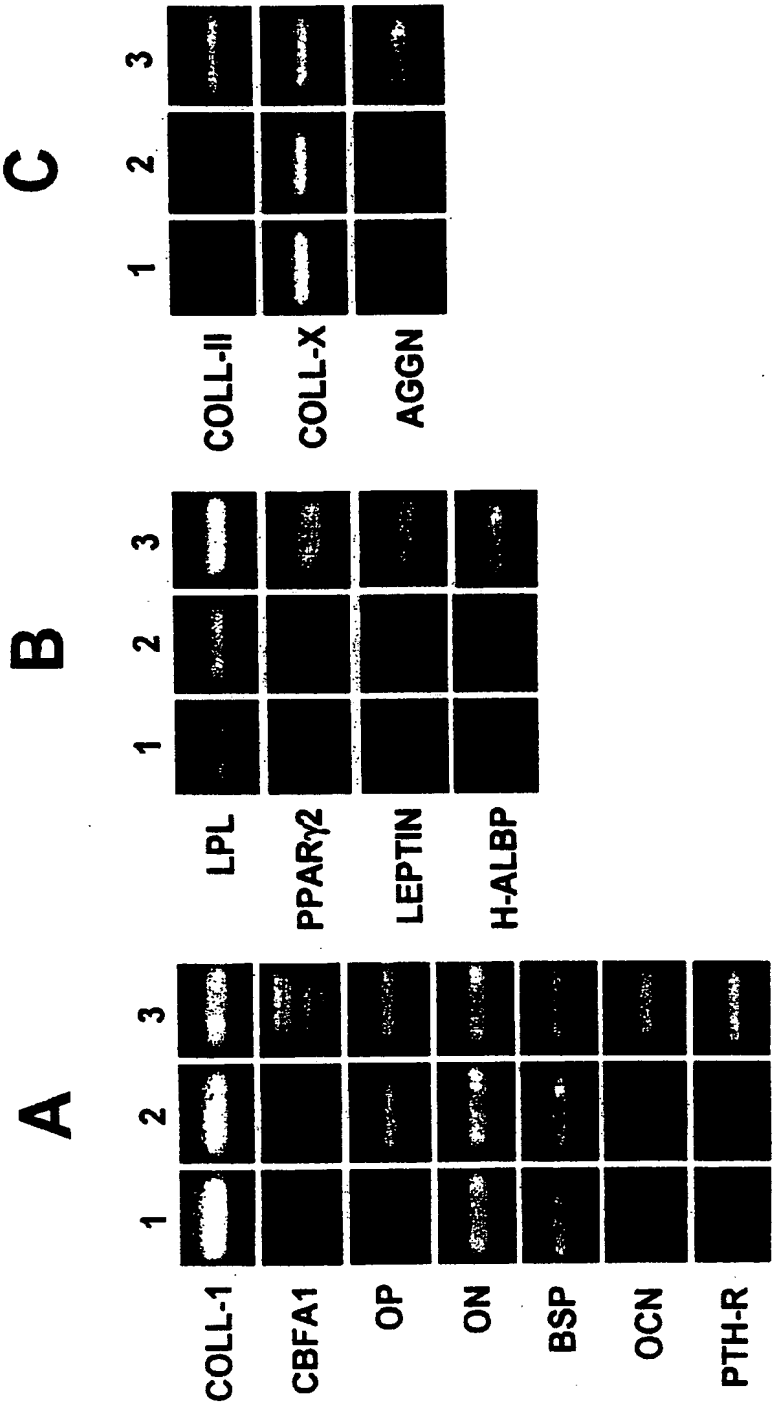 A
1 2 3
COLL-1
CBFA1
OP
ON
BSP
OCN
PTH-R
B
1 2 3
LPL
PPARγ2
LEPTIN
H-ALBP
C
1 2 3
COLL-II
COLL-X
AGGN